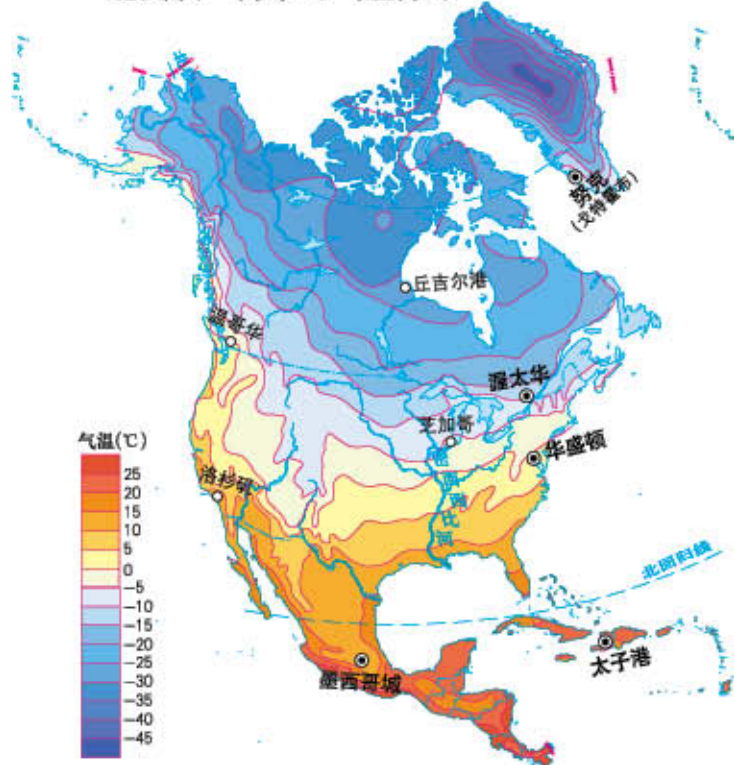 努克
(戈特霍布)
丘吉尔港
温哥华
渥太华
芝加哥
华盛顿
气温(℃)
25
20
15
10
5
0
−5
−10
−15
−20
−25
−30
−35
−40
−45
洛杉矶
密西西比河
北回归线
太子港
墨西哥城